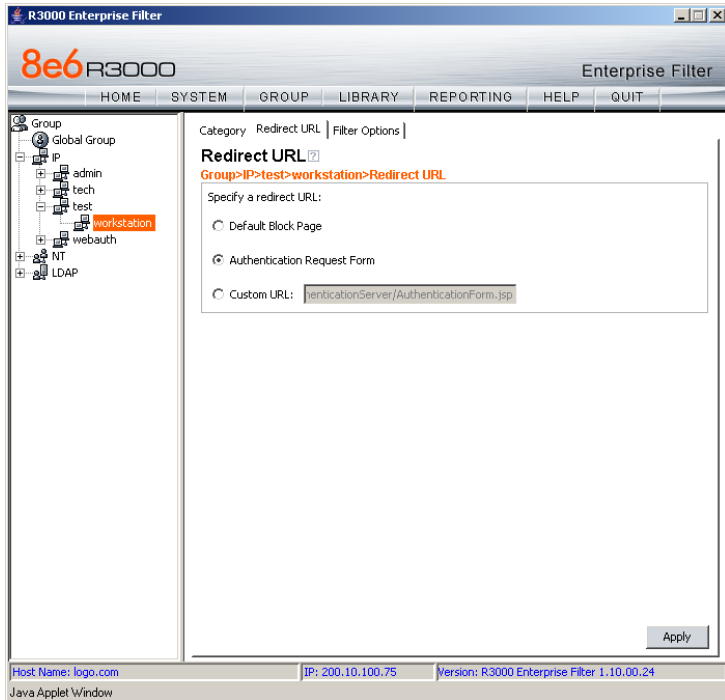 R3000 Enterprise Filter
8e6 R3000
Enterprise Filter
HOME SYSTEM GROUP LIBRARY REPORTING HELP QUIT
Group
Global Group
IP
admin
tech
test
workstation
webauth
NT
LDAP
Category Redirect URL Filter Options
Redirect URL ?
Group>IP>test>workstation>Redirect URL
Specify a redirect URL:
Default Block Page
Authentication Request Form
Custom URL: henticationServer/AuthenticationForm.jsp
Apply
Host Name: logo.com IP: 200.10.100.75 Version: R3000 Enterprise Filter 1.10.00.24
Java Applet Window